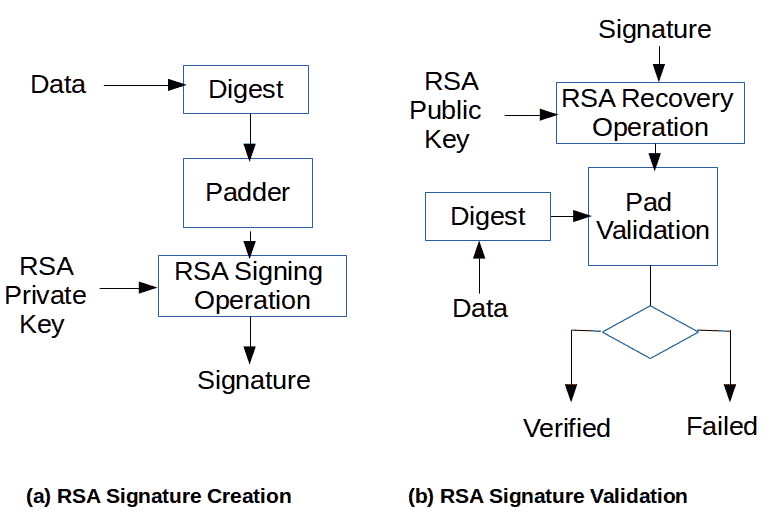 Data
Digest
Padder
RSA
Private
Key
RSA Signing
Operation
Signature
(a) RSA Signature Creation
Signature
RSA
Public
Key
RSA Recovery
Operation
Digest
Pad
Validation
Data
Verified
Failed
(b) RSA Signature Validation